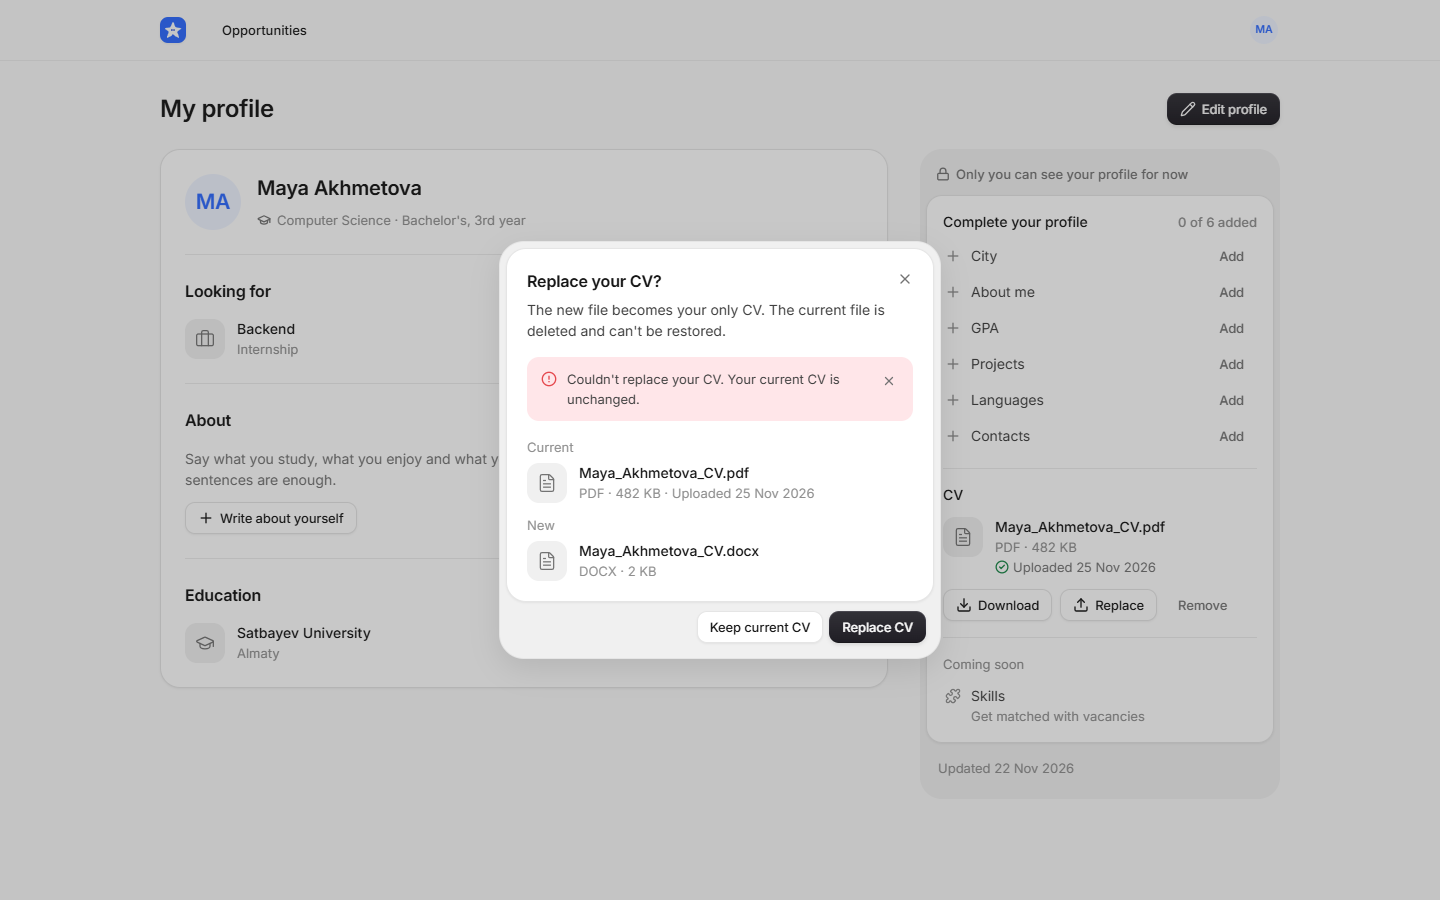 Opportunities
MA
My profile
Edit profile
MA
Maya Akhmetova
Computer Science · Bachelor's, 3rd year
Looking for
Backend
Internship
About
Say what you study, what you enjoy and what y
sentences are enough.
Write about yourself
Education
Satbayev University
Almaty
Replace your CV?
The new file becomes your only CV. The current file is
deleted and can't be restored.
Couldn't replace your CV. Your current CV is
unchanged.
Current
Maya_Akhmetova_CV.pdf
PDF · 482 KB · Uploaded 25 Nov 2026
New
Maya_Akhmetova_CV.docx
DOCX · 2 KB
Keep current CV
Replace CV
Only you can see your profile for now
Complete your profile
0 of 6 added
City
Add
About me
Add
GPA
Add
Projects
Add
Languages
Add
Contacts
Add
CV
Maya_Akhmetova_CV.pdf
PDF · 482 KB
Uploaded 25 Nov 2026
Download
Replace
Remove
Coming soon
Skills
Get matched with vacancies
Updated 22 Nov 2026